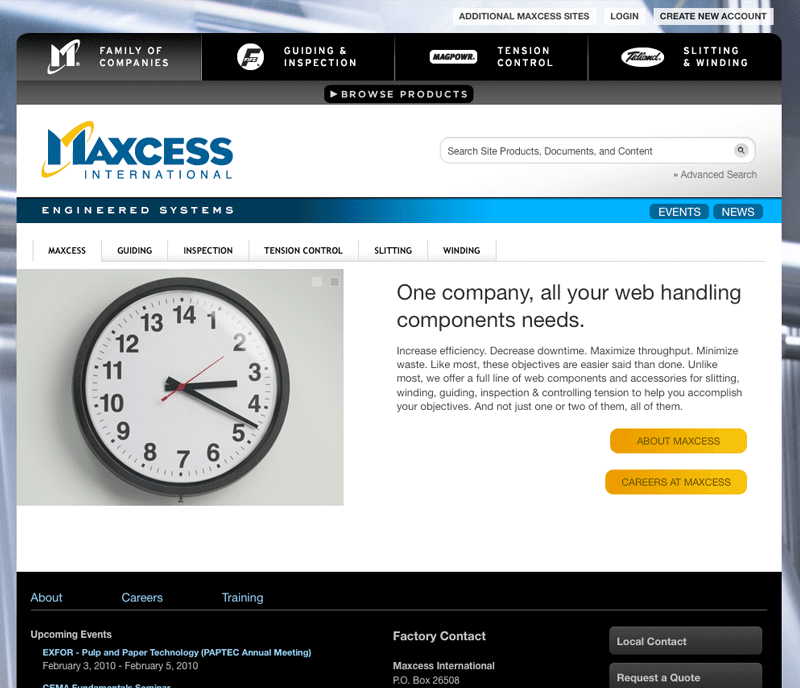 ADDITIONAL MAXCESS SITES
LOGIN
CREATE NEW ACCOUNT
M
FAMILY OF
COMPANIES
FIFE
GUIDING &
INSPECTION
MAGPOWR.
TENSION
CONTROL
Tidland
SLITTING
& WINDING
BROWSE PRODUCTS
MAXCESS
INTERNATIONAL
Search Site Products, Documents, and Content
» Advanced Search
ENGINEERED SYSTEMS
EVENTS
NEWS
MAXCESS
GUIDING
INSPECTION
TENSION CONTROL
SLITTING
WINDING
14
1
2
3
4
5
6
7
8
9
10
11
12
13
One company, all your web handling
components needs.
Increase efficiency. Decrease downtime. Maximize throughput. Minimize
waste. Like most, these objectives are easier said than done. Unlike
most, we offer a full line of web components and accessories for slitting,
winding, guiding, inspection & controlling tension to help you accomplish
your objectives. And not just one or two of them, all of them.
ABOUT MAXCESS
CAREERS AT MAXCESS
About
Careers
Training
Upcoming Events
EXFOR - Pulp and Paper Technology (PAPTEC Annual Meeting)
February 3, 2010 - February 5, 2010
CEMA Fundamentals Seminar
Factory Contact
Maxcess International
P.O. Box 26508
Local Contact
Request a Quote